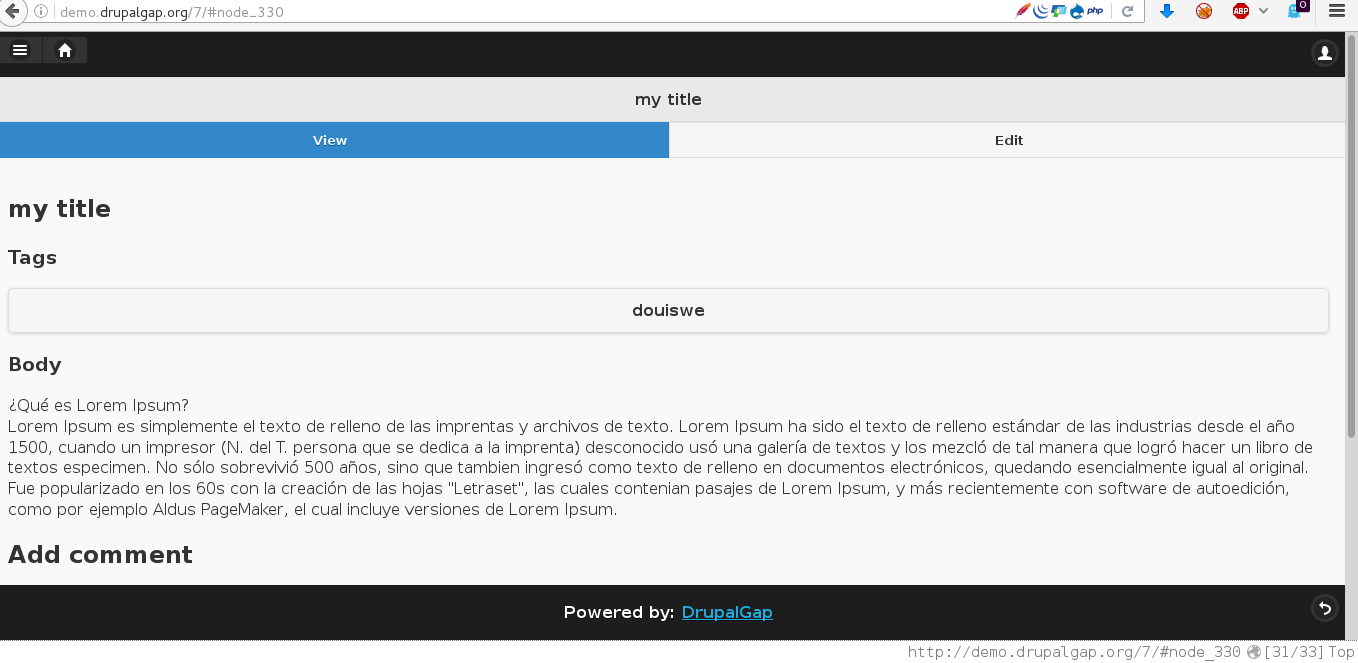 demo.drupalgap.org/7/#node_330
php
ABP
0
my title
View
Edit
my title
Tags
douiswe
Body
¿Qué es Lorem Ipsum?
Lorem Ipsum es simplemente el texto de relleno de las imprentas y archivos de texto. Lorem Ipsum ha sido el texto de relleno estándar de las industrias desde el año
1500, cuando un impresor (N. del T. persona que se dedica a la imprenta) desconocido usó una galería de textos y los mezcló de tal manera que logró hacer un libro de
textos especimen. No sólo sobrevivió 500 años, sino que tambien ingresó como texto de relleno en documentos electrónicos, quedando esencialmente igual al original.
Fue popularizado en los 60s con la creación de las hojas "Letraset", las cuales contenian pasajes de Lorem Ipsum, y más recientemente con software de autoedición,
como por ejemplo Aldus PageMaker, el cual incluye versiones de Lorem Ipsum.
Add comment
Powered by: DrupalGap
http://demo.drupalgap.org/7/#node_330 [31/33] Top